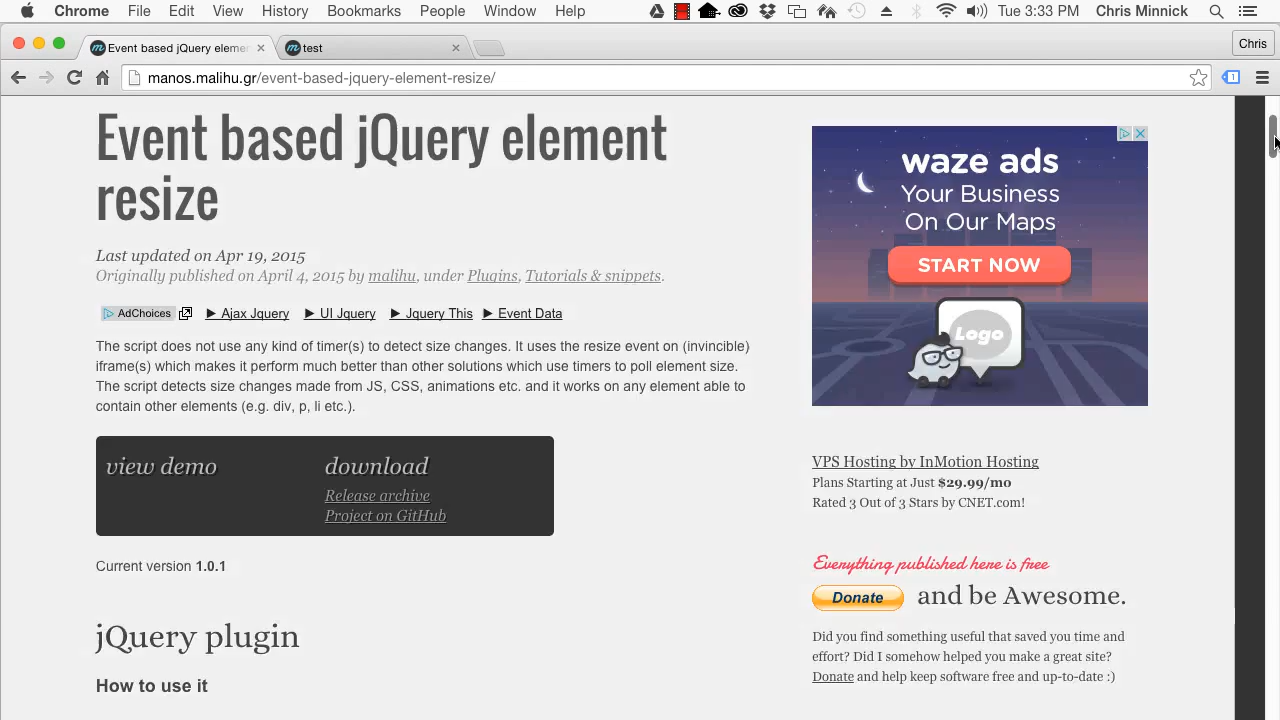 Chrome File Edit View History Bookmarks People Window Help Tue 3:33 PM Chris Minnick
Event based jQuery elemen
test
Chris
manos.malihu.gr/event-based-jquery-element-resize/
1
Event based jQuery element
resize
Last updated on Apr 19, 2015
Originally published on April 4, 2015 by malihu, under Plugins, Tutorials & snippets.
AdChoices ► Ajax Jquery ► UI Jquery ► Jquery This ► Event Data
The script does not use any kind of timer(s) to detect size changes. It uses the resize event on (invincible)
iframe(s) which makes it perform much better than other solutions which use timers to poll element size.
The script detects size changes made from JS, CSS, animations etc. and it works on any element able to
contain other elements (e.g. div, p, li etc.).
view demo
download
Release archive
Project on GitHub
Current version 1.0.1
jQuery plugin
How to use it
waze ads
Your Business
On Our Maps
START NOW
Logo
VPS Hosting by InMotion Hosting
Plans Starting at Just $29.99/mo
Rated 3 Out of 3 Stars by CNET.com!
Everything published here is free
Donate and be Awesome.
Did you find something useful that saved you time and
effort? Did I somehow helped you make a great site?
Donate and help keep software free and up-to-date :)